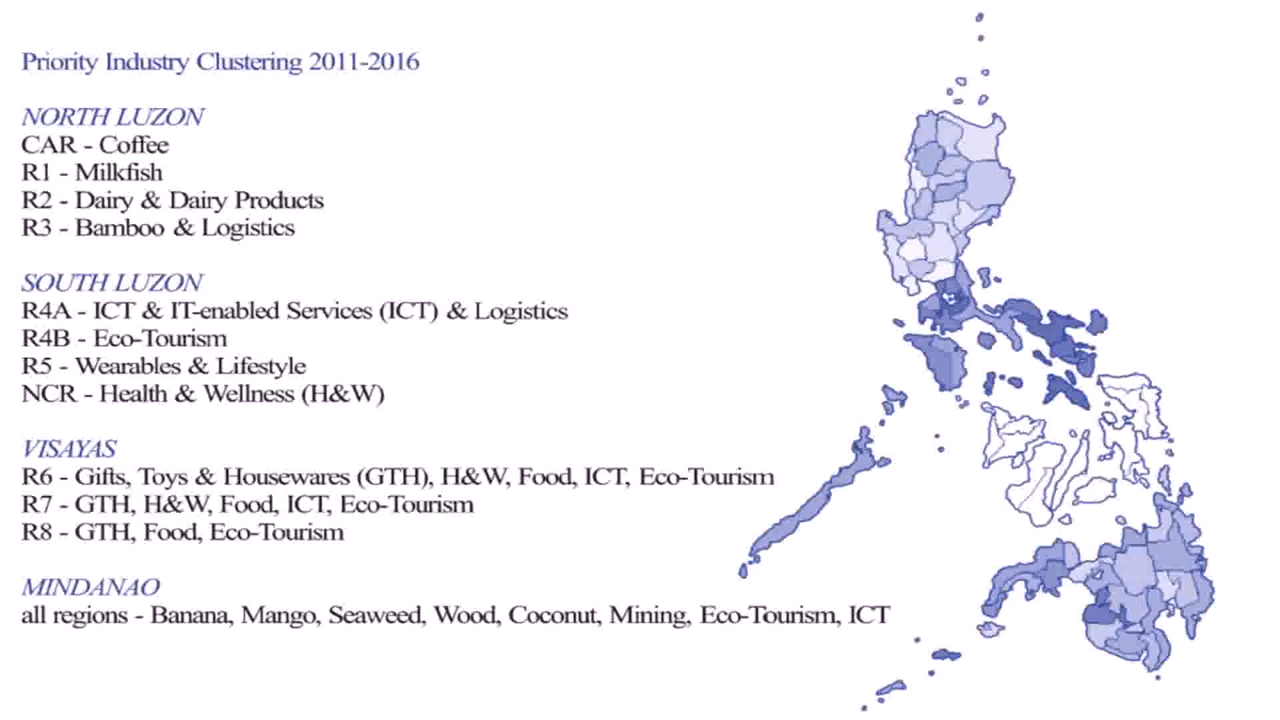 Priority Industry Clustering 2011-2016
NORTH LUZON
CAR - Coffee
R1 - Milkfish
R2 - Dairy & Dairy Products
R3 - Bamboo & Logistics
SOUTH LUZON
R4A - ICT & IT-enabled Services (ICT) & Logistics
R4B - Eco-Tourism
R5 - Wearables & Lifestyle
NCR - Health & Wellness (H&W)
VISAYAS
R6 - Gifts, Toys & Housewares (GTH), H&W, Food, ICT, Eco-Tourism
R7 - GTH, H&W, Food, ICT, Eco-Tourism
R8 - GTH, Food, Eco-Tourism
MINDANAO
all regions - Banana, Mango, Seaweed, Wood, Coconut, Mining, Eco-Tourism, ICT